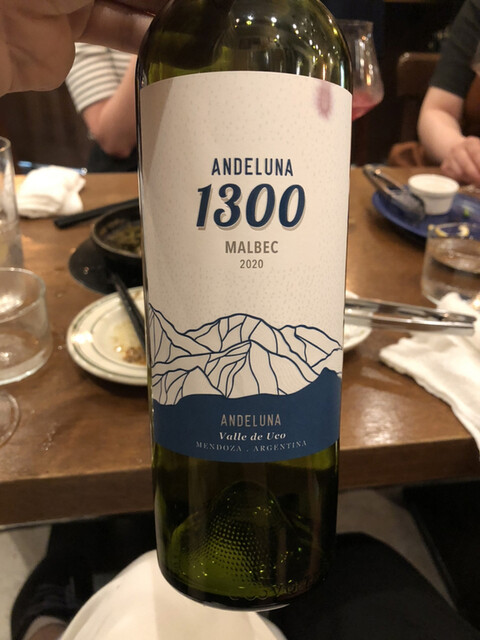 ANDELUNA
1300
MALBEC
2020
ANDELUNA
Valle de Uco
MENDOZA . ARGENTINA